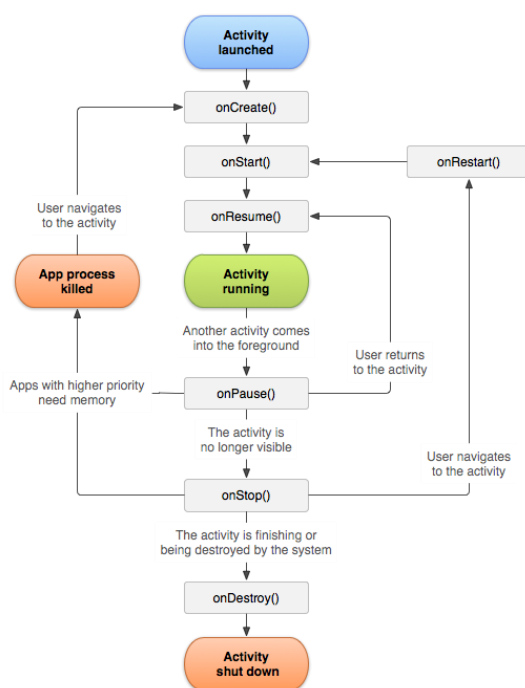 Activity
launched
onCreate()
onStart()
onRestart()
onResume()
User navigates
to the activity
App process
killed
Activity
running
Another activity comes
into the foreground
User returns
to the activity
Apps with higher priority
need memory
onPause()
The activity is
no longer visible
User navigates
to the activity
onStop()
The activity is finishing or
being destroyed by the system
onDestroy()
Activity
shut down